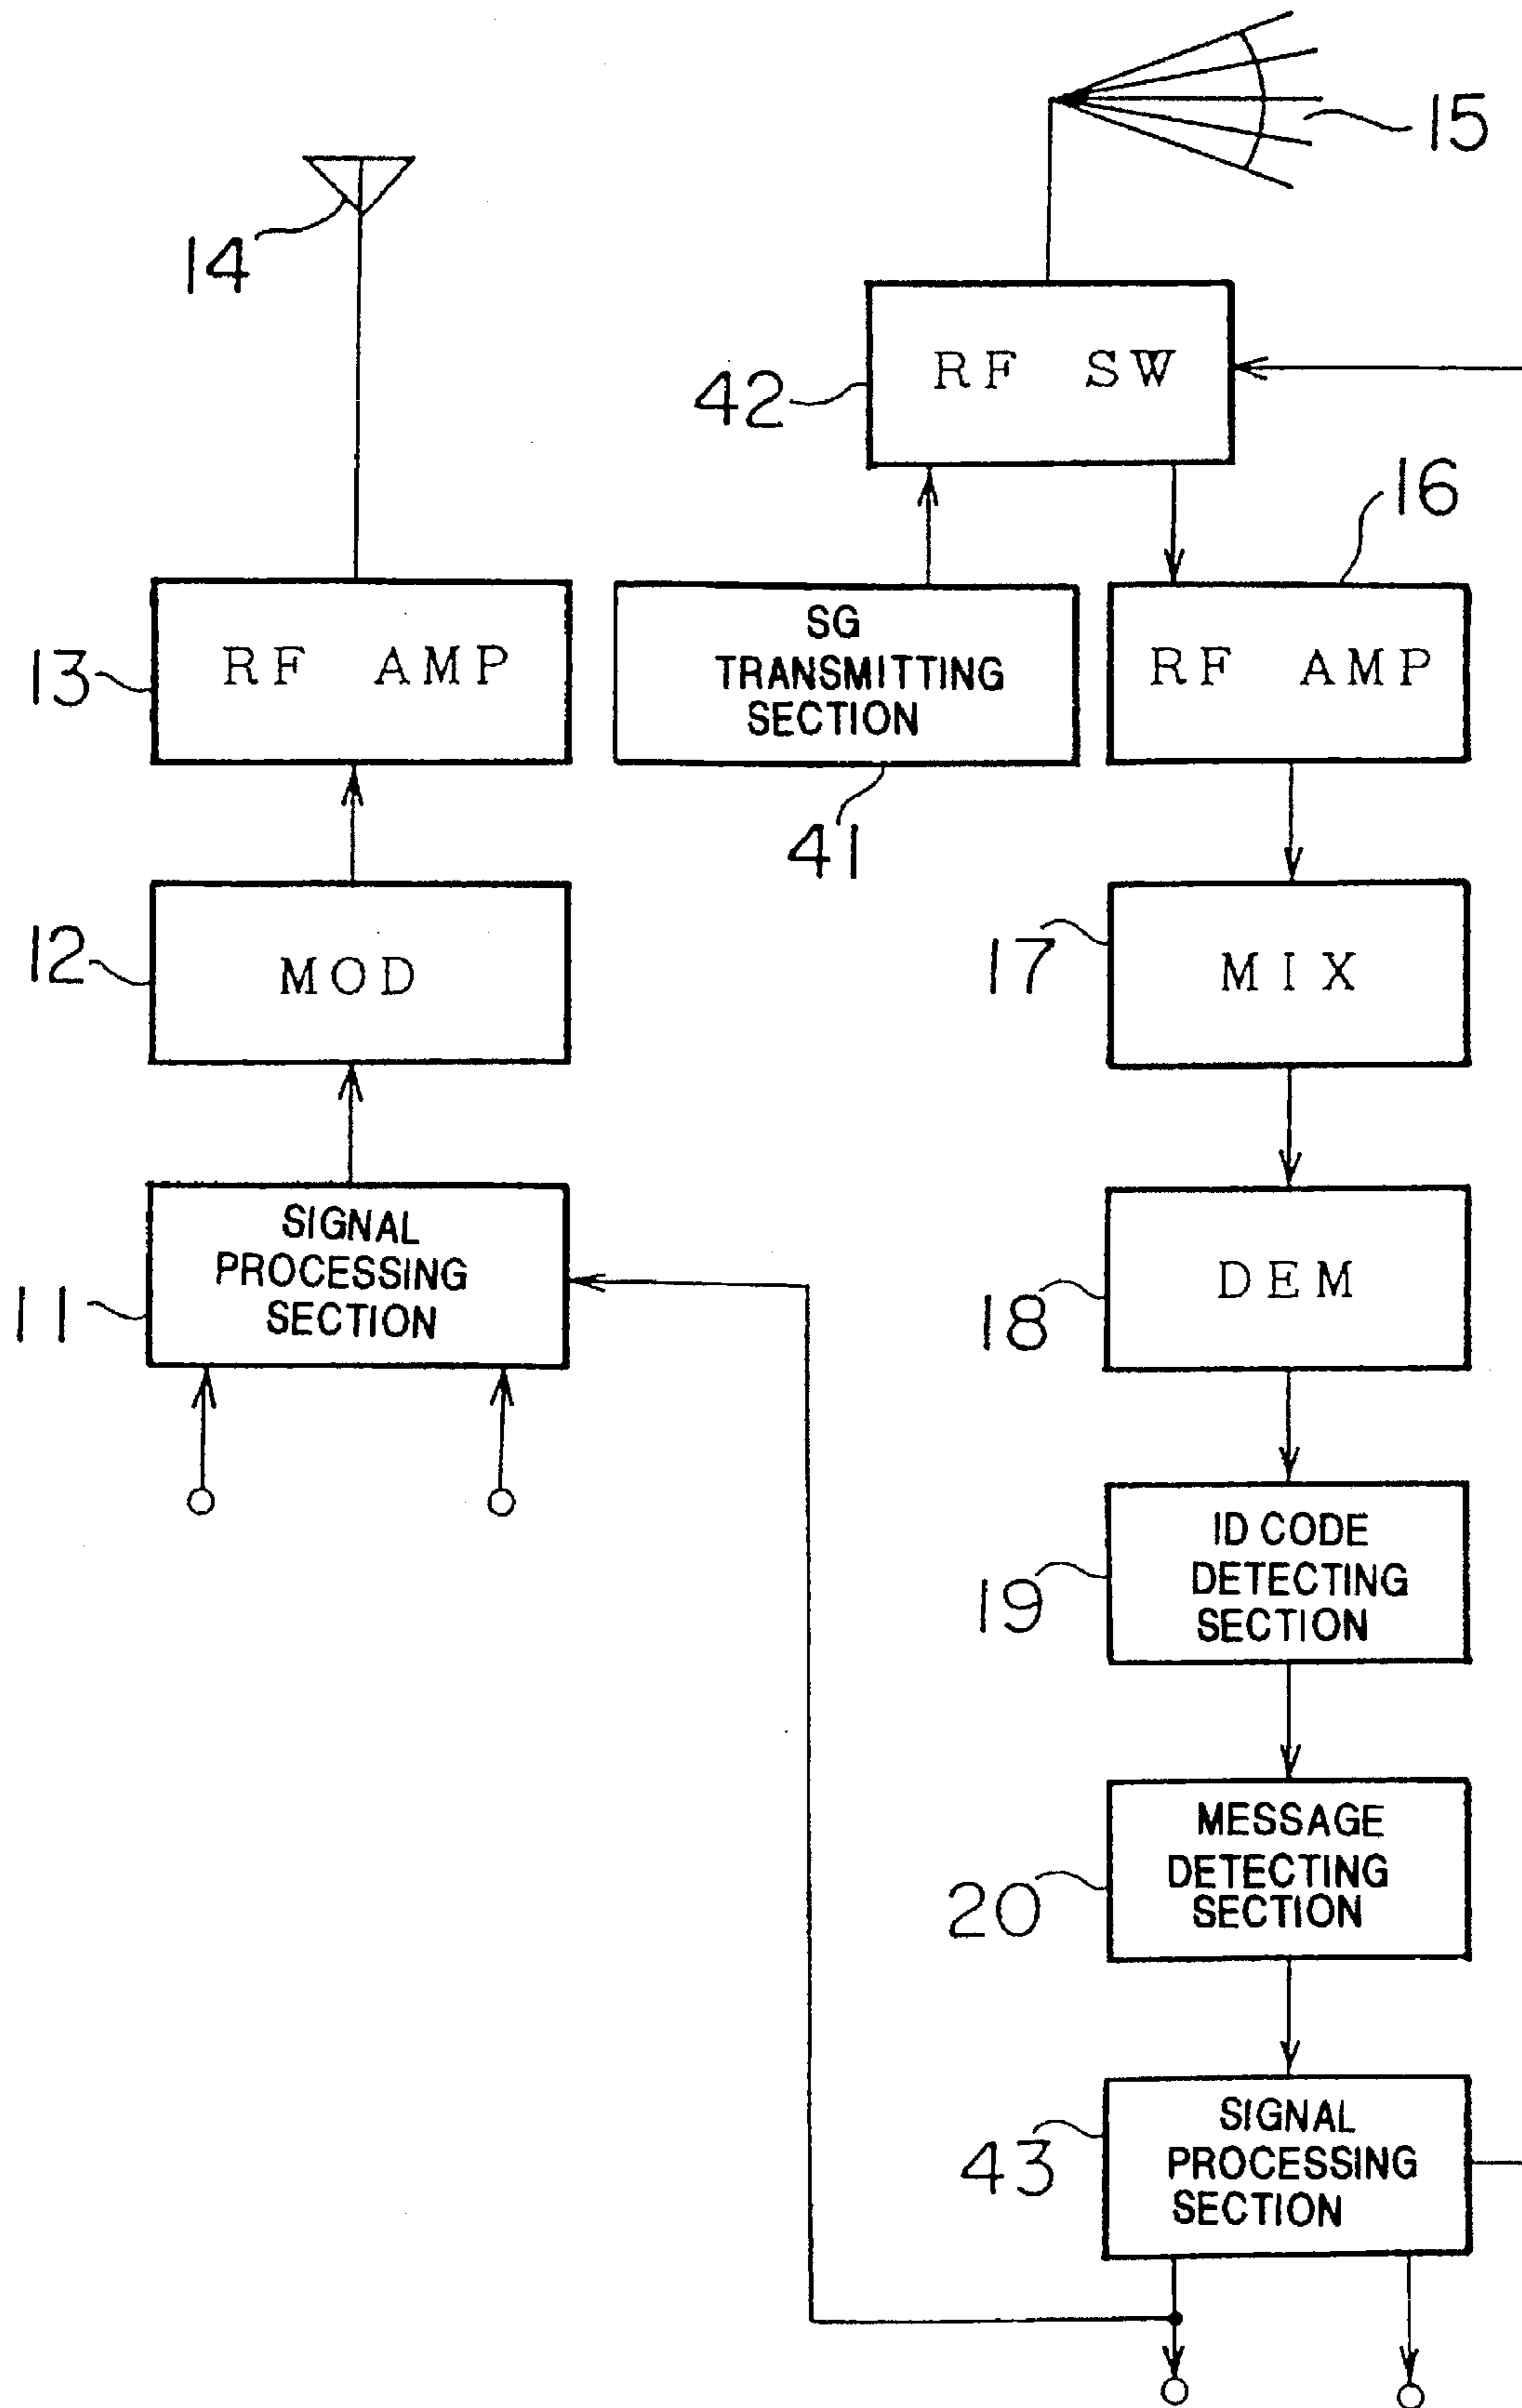 15
14
RF SW
42
16
RF AMP
13
SG
TRANSMITTING
SECTION
RF AMP
41
MOD
12
MIX
17
SIGNAL
PROCESSING
SECTION
11
DEM
18
ID CODE
DETECTING
SECTION
19
MESSAGE
DETECTING
SECTION
20
SIGNAL
PROCESSING
SECTION
43